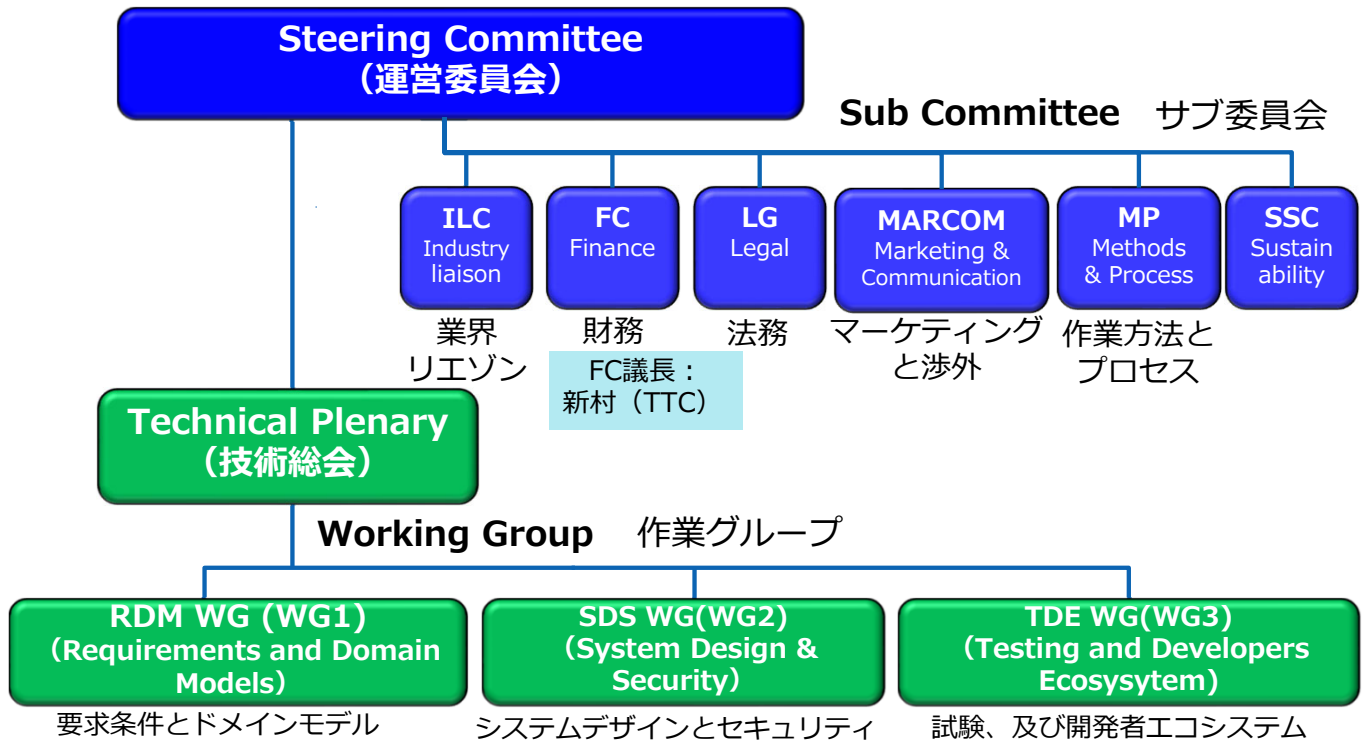 Steering Committee
（運営委員会）
Sub Committee サブ委員会
ILC
Industry
liaison
FC
Finance
LG
Legal
MARCOM
Marketing &
Communication
MP
Methods
& Process
SSC
Sustain
ability
業界
リエゾン
財務
法務
マーケティング
と渉外
作業方法と
プロセス
FC議長：
新村（TTC）
Technical Plenary
（技術総会）
Working Group 作業グループ
RDM WG (WG1)
（Requirements and Domain
Models）
SDS WG(WG2)
（System Design &
Security）
TDE WG(WG3)
（Testing and Developers
Ecosysytem)
要求条件とドメインモデル
システムデザインとセキュリティ
試験、及び開発者エコシステム